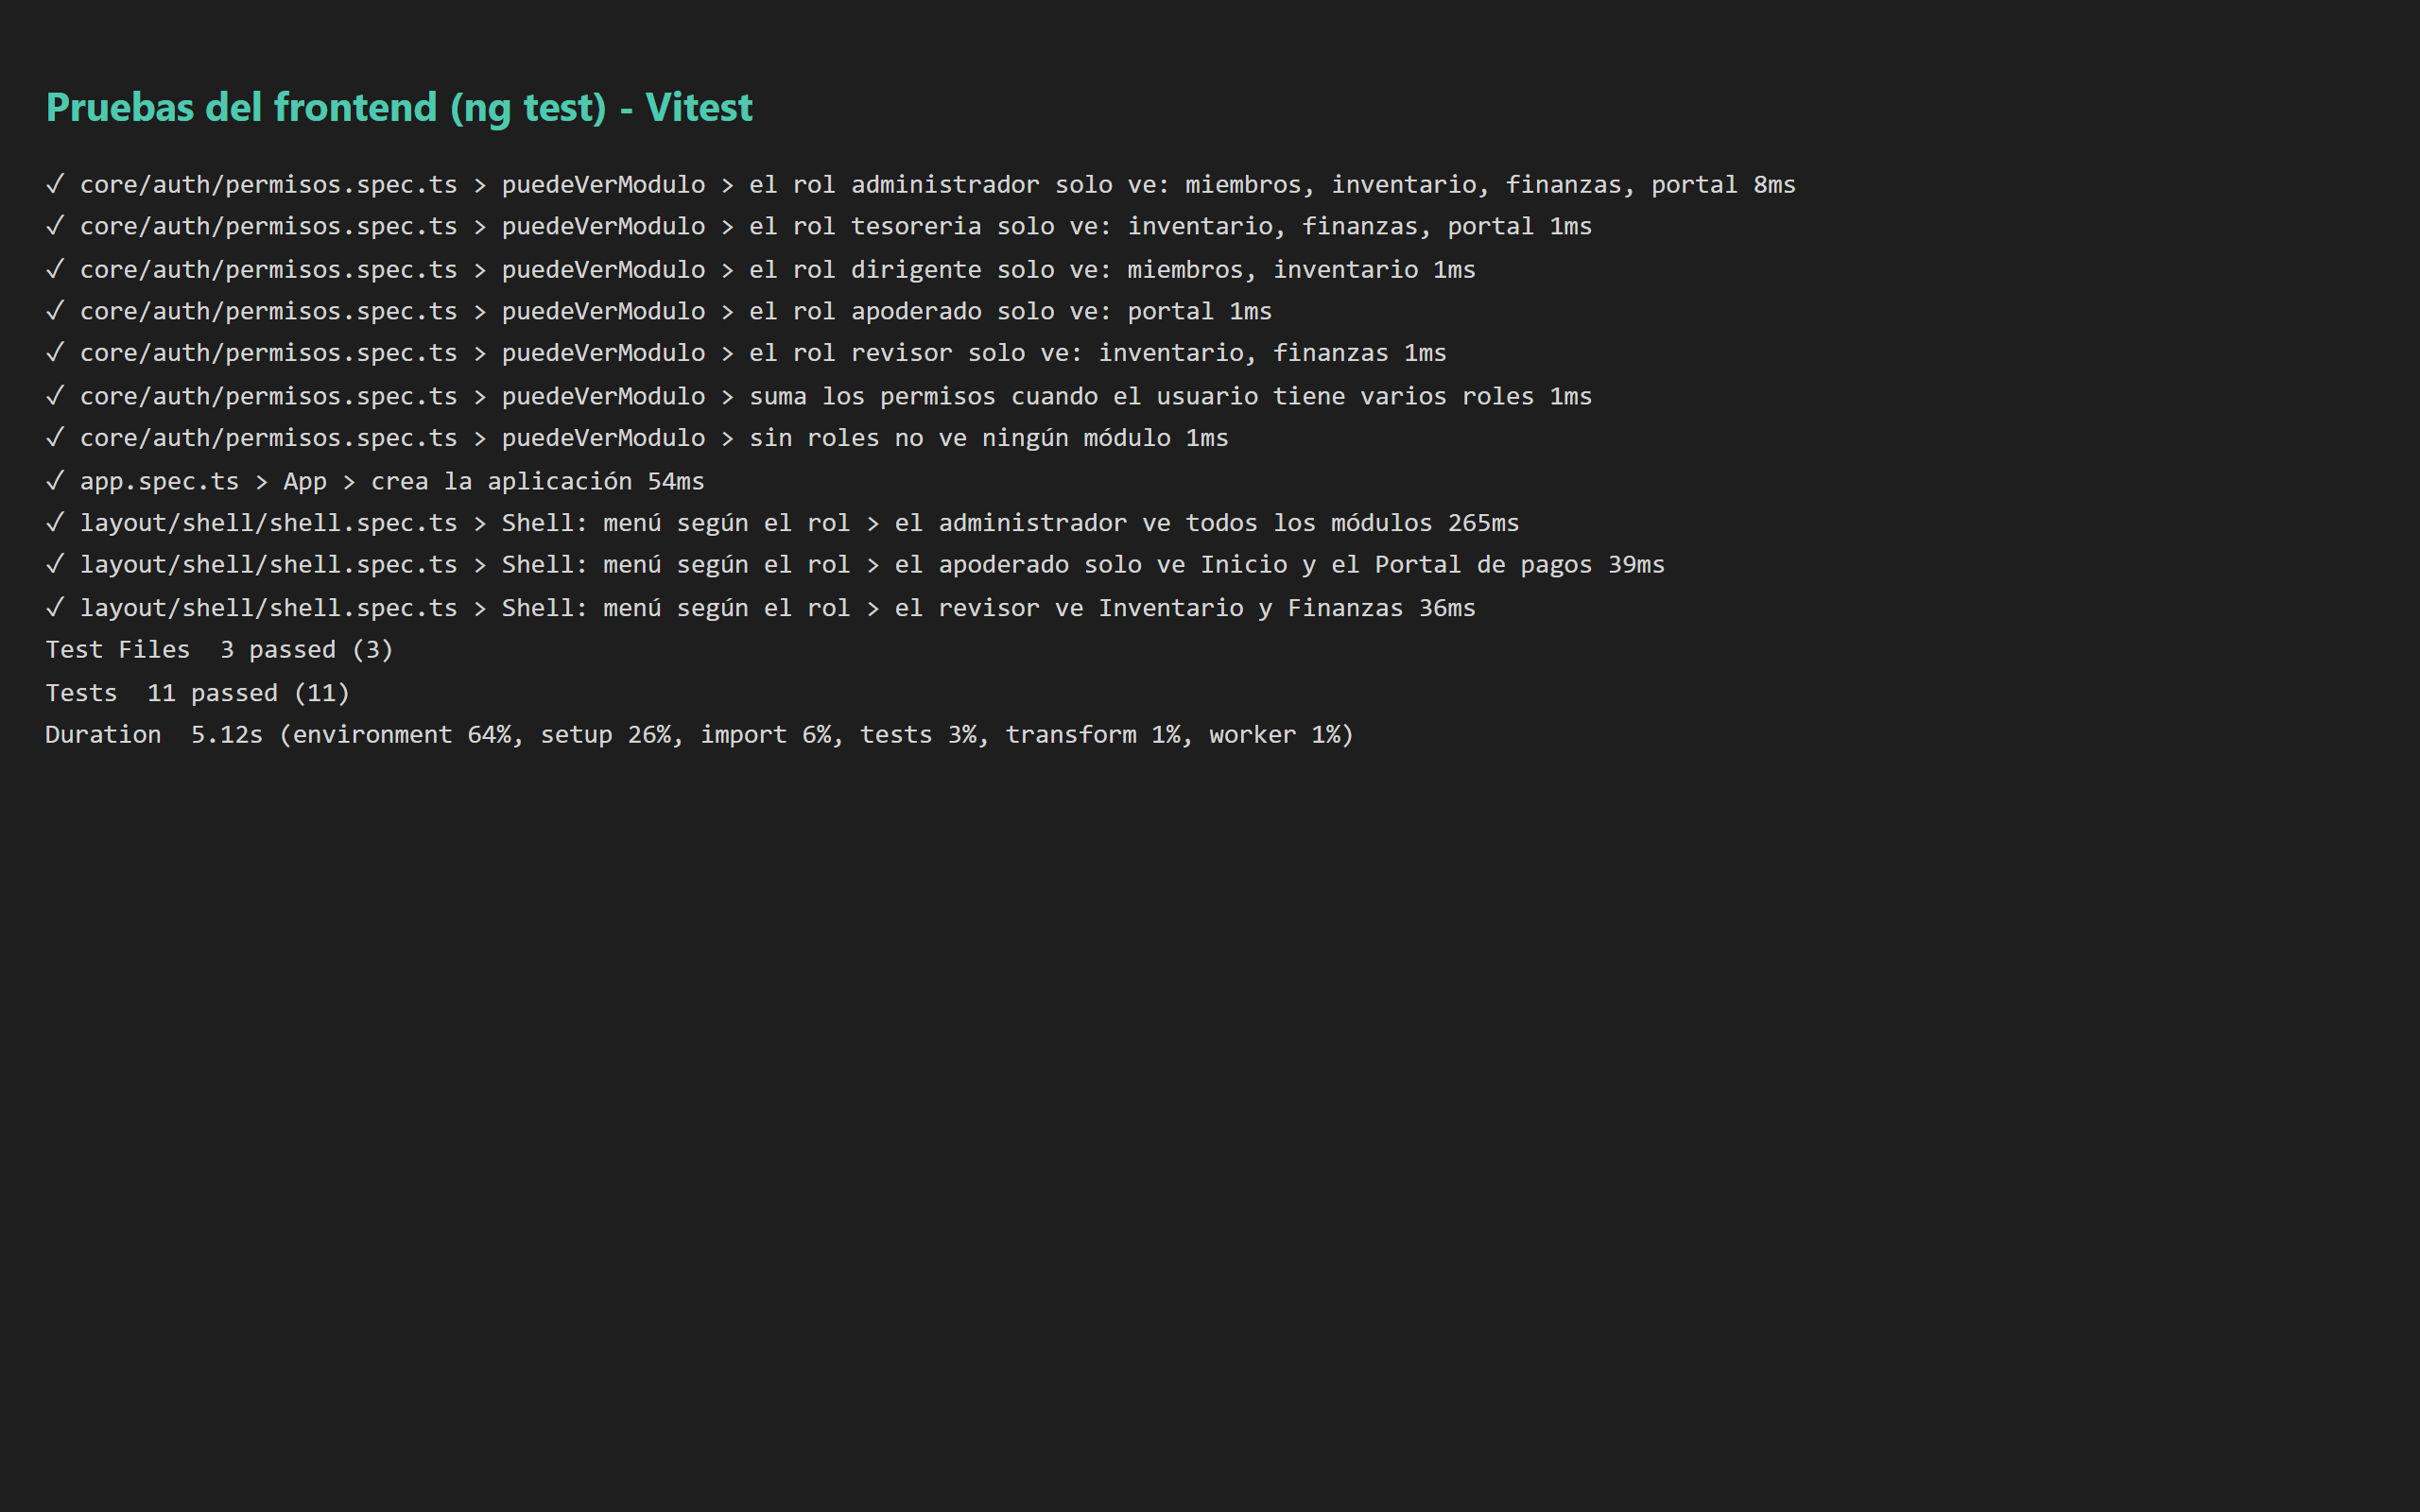 Pruebas del frontend (ng test) - Vitest
✓ core/auth/permisos.spec.ts > puedeVerModulo > el rol administrador solo ve: miembros, inventario, finanzas, portal 8ms
✓ core/auth/permisos.spec.ts > puedeVerModulo > el rol tesoreria solo ve: inventario, finanzas, portal 1ms
✓ core/auth/permisos.spec.ts > puedeVerModulo > el rol dirigente solo ve: miembros, inventario 1ms
✓ core/auth/permisos.spec.ts > puedeVerModulo > el rol apoderado solo ve: portal 1ms
✓ core/auth/permisos.spec.ts > puedeVerModulo > el rol revisor solo ve: inventario, finanzas 1ms
✓ core/auth/permisos.spec.ts > puedeVerModulo > suma los permisos cuando el usuario tiene varios roles 1ms
✓ core/auth/permisos.spec.ts > puedeVerModulo > sin roles no ve ningún módulo 1ms
✓ app.spec.ts > App > crea la aplicación 54ms
✓ layout/shell/shell.spec.ts > Shell: menú según el rol > el administrador ve todos los módulos 265ms
✓ layout/shell/shell.spec.ts > Shell: menú según el rol > el apoderado solo ve Inicio y el Portal de pagos 39ms
✓ layout/shell/shell.spec.ts > Shell: menú según el rol > el revisor ve Inventario y Finanzas 36ms
Test Files  3 passed (3)
Tests  11 passed (11)
Duration  5.12s (environment 64%, setup 26%, import 6%, tests 3%, transform 1%, worker 1%)